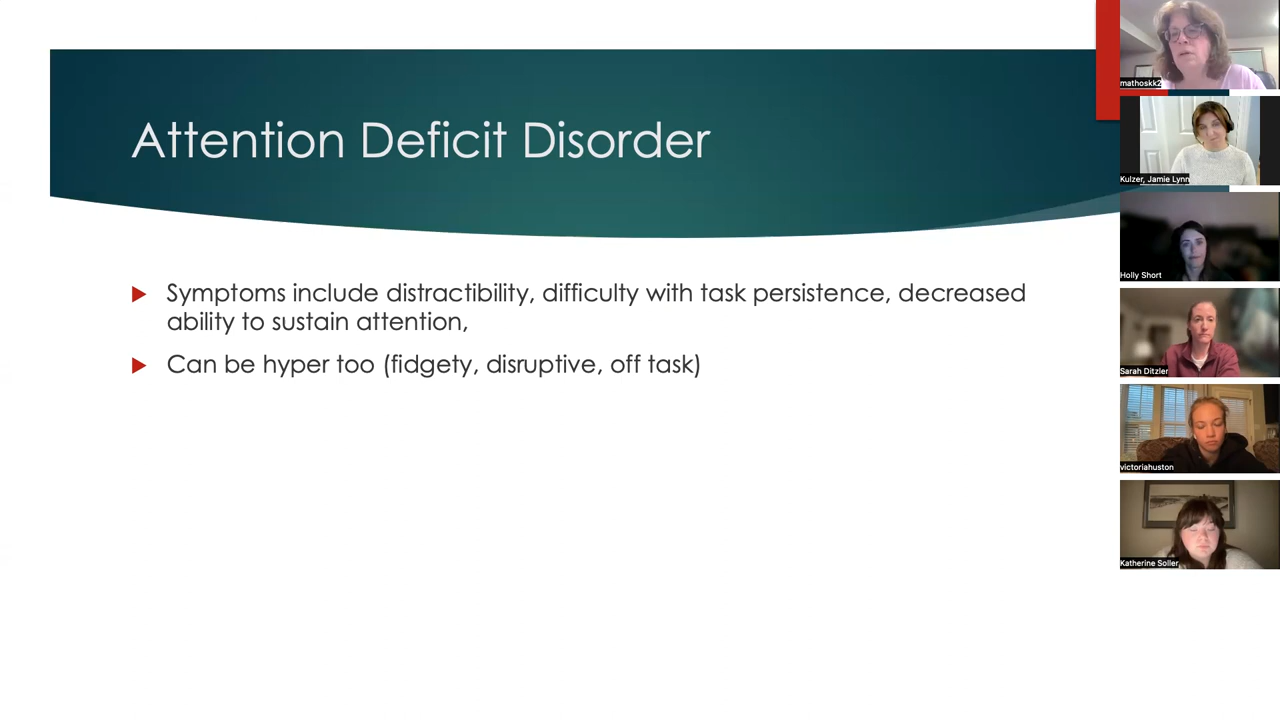 Attention Deficit Disorder
Symptoms include distractibility, difficulty with task persistence, decreased
ability to sustain attention,
Can be hyper too (fidgety, disruptive, off task)
mathoskk2
Kulzer, Jamie Lynn
Holly Short
Sarah Ditzler
victoriahuston
Katherine Soller